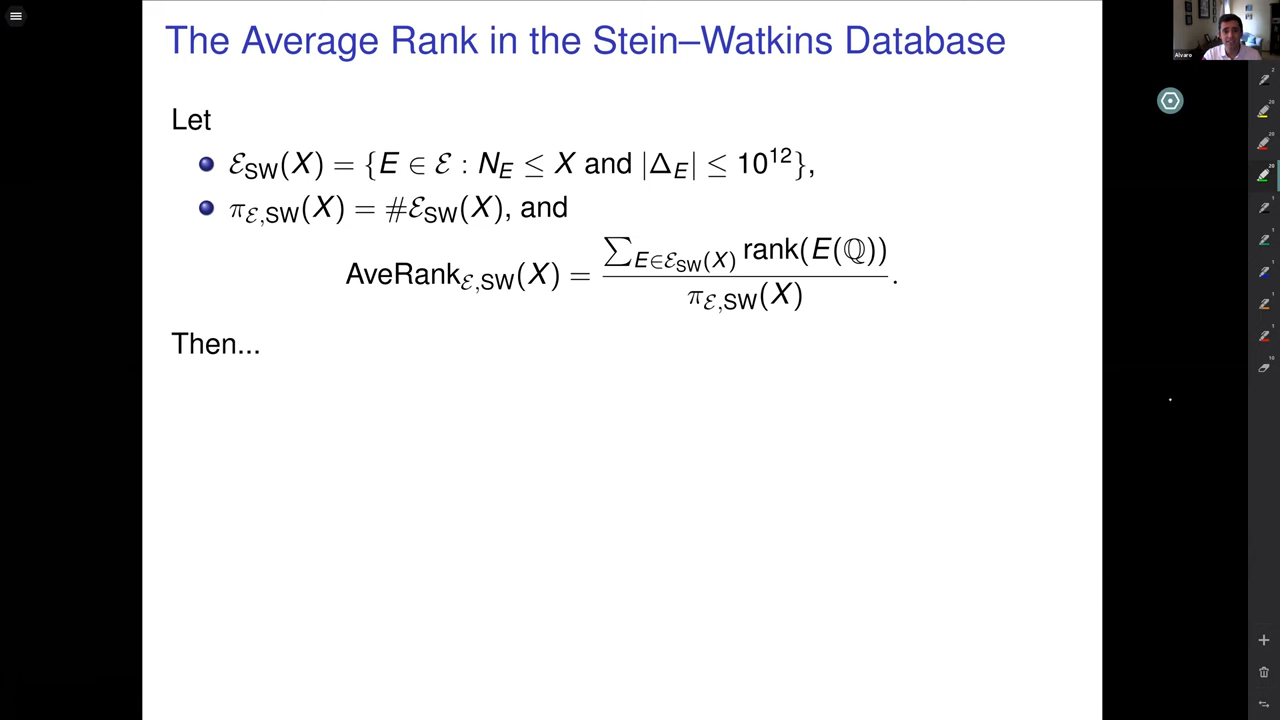 The Average Rank in the Stein–Watkins Database
Alvaro
Let
ℰ_SW(X) = {E ∈ ℰ : N_E ≤ X and |Δ_E| ≤ 10^12},
π_ℰ,SW(X) = #ℰ_SW(X), and
AveRank_ℰ,SW(X) = ∑_{E∈ℰ_SW(X)} rank(E(ℚ)) / π_ℰ,SW(X).
Then...